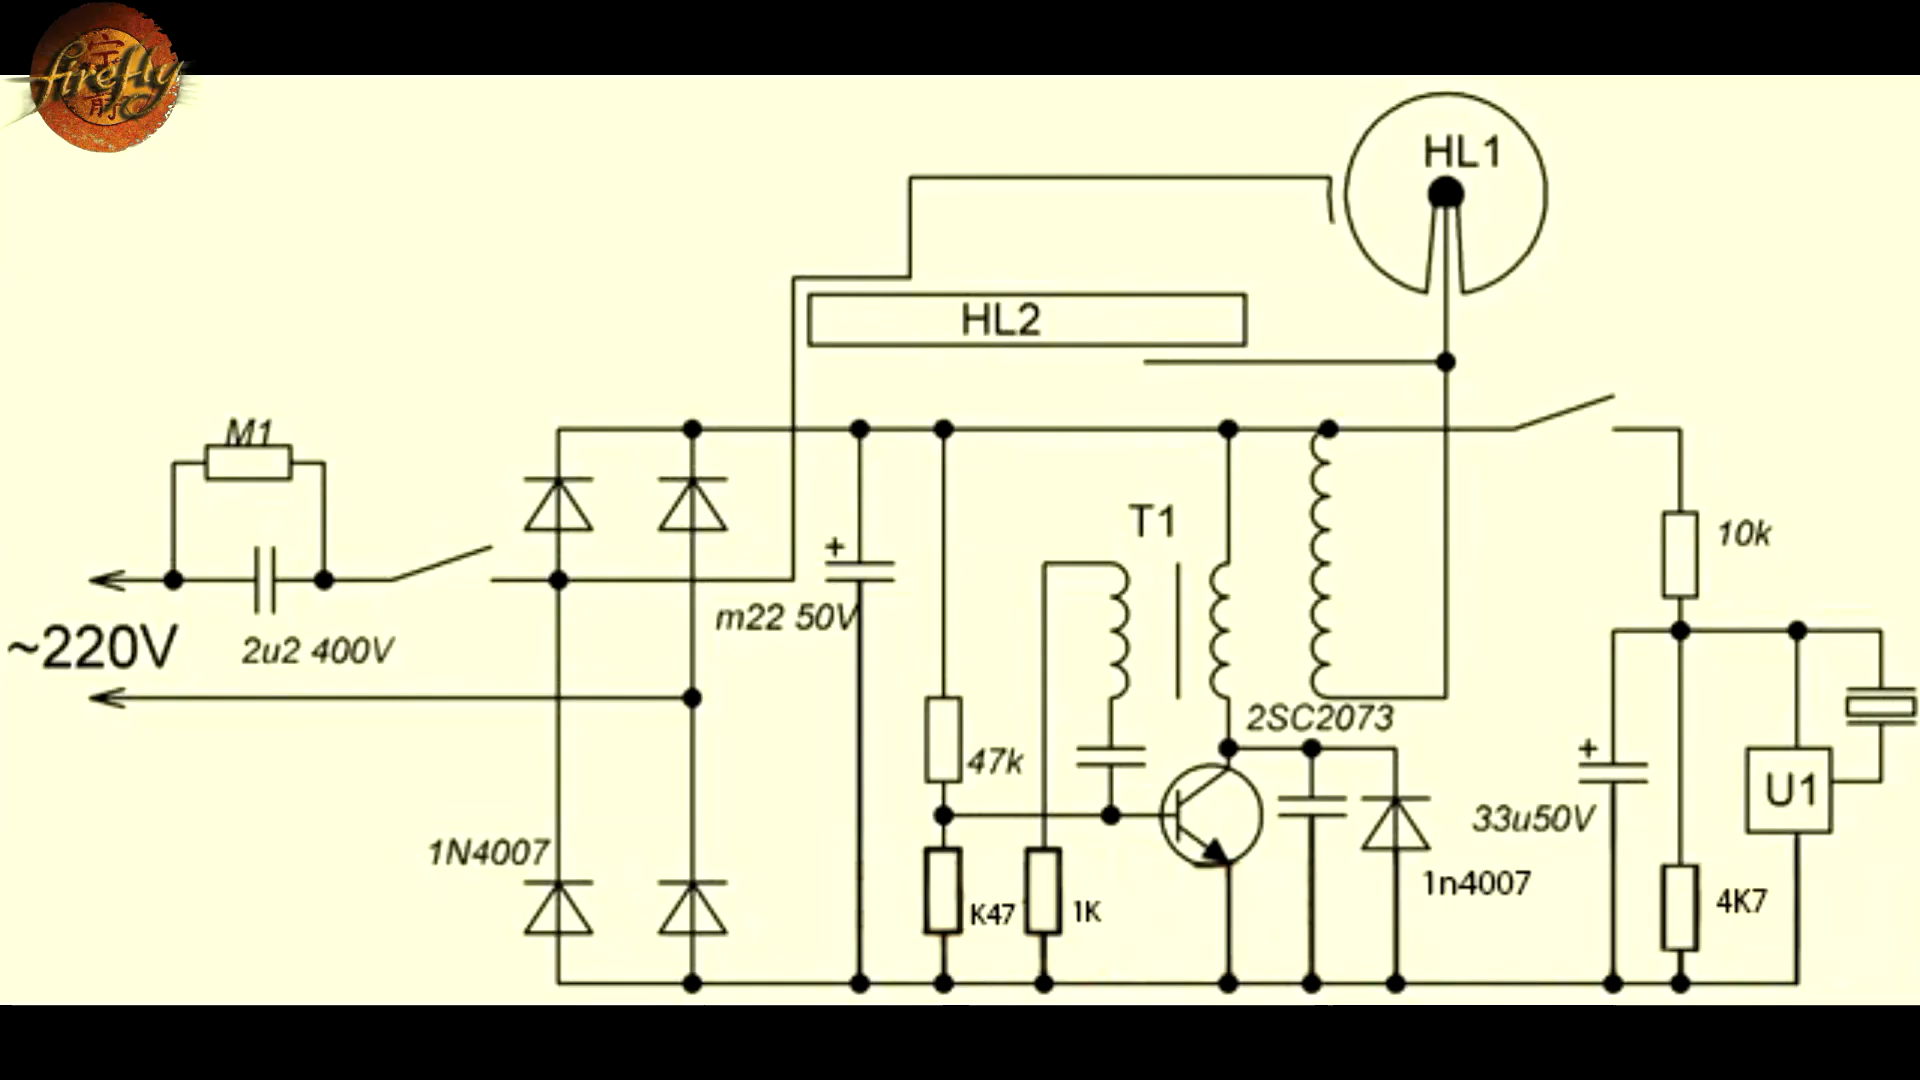 firefly
HL1
HL2
M1
T1
10k
+
m22 50V
~220V
2u2 400V
2SC2073
47k
+
33u50V
U1
1N4007
1n4007
K47
1K
4K7